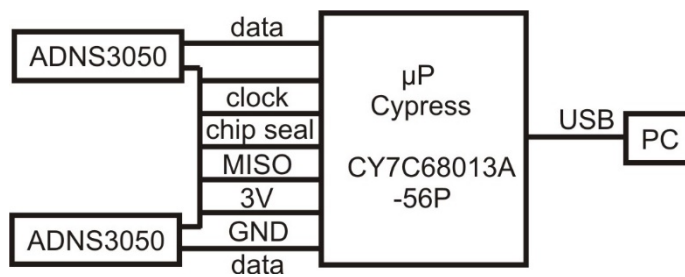 ADNS3050
data
clock
chip seal
MISO
3V
GND
data
ADNS3050
µP
Cypress
CY7C68013A
-56P
USB
PC